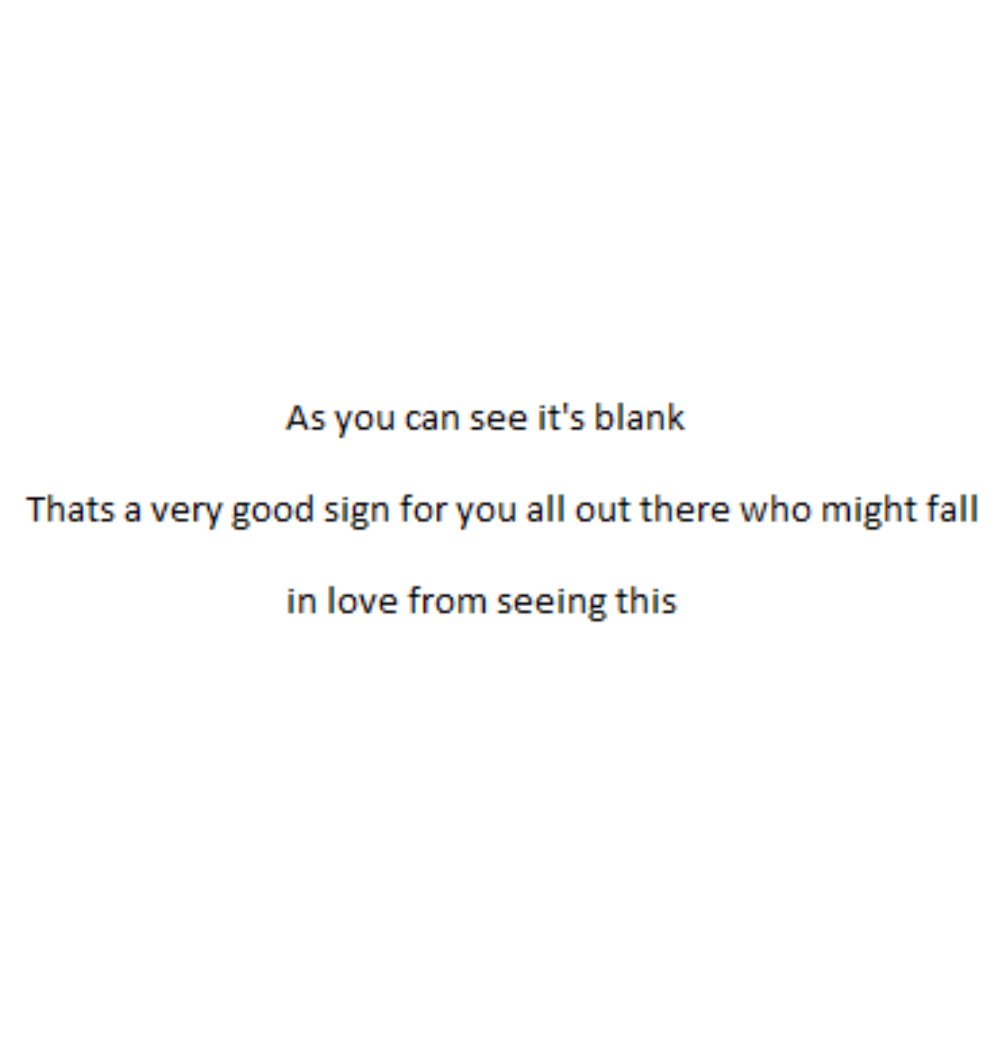 As you can see it's blank
Thats a very good sign for you all out there who might fall
in love from seeing this